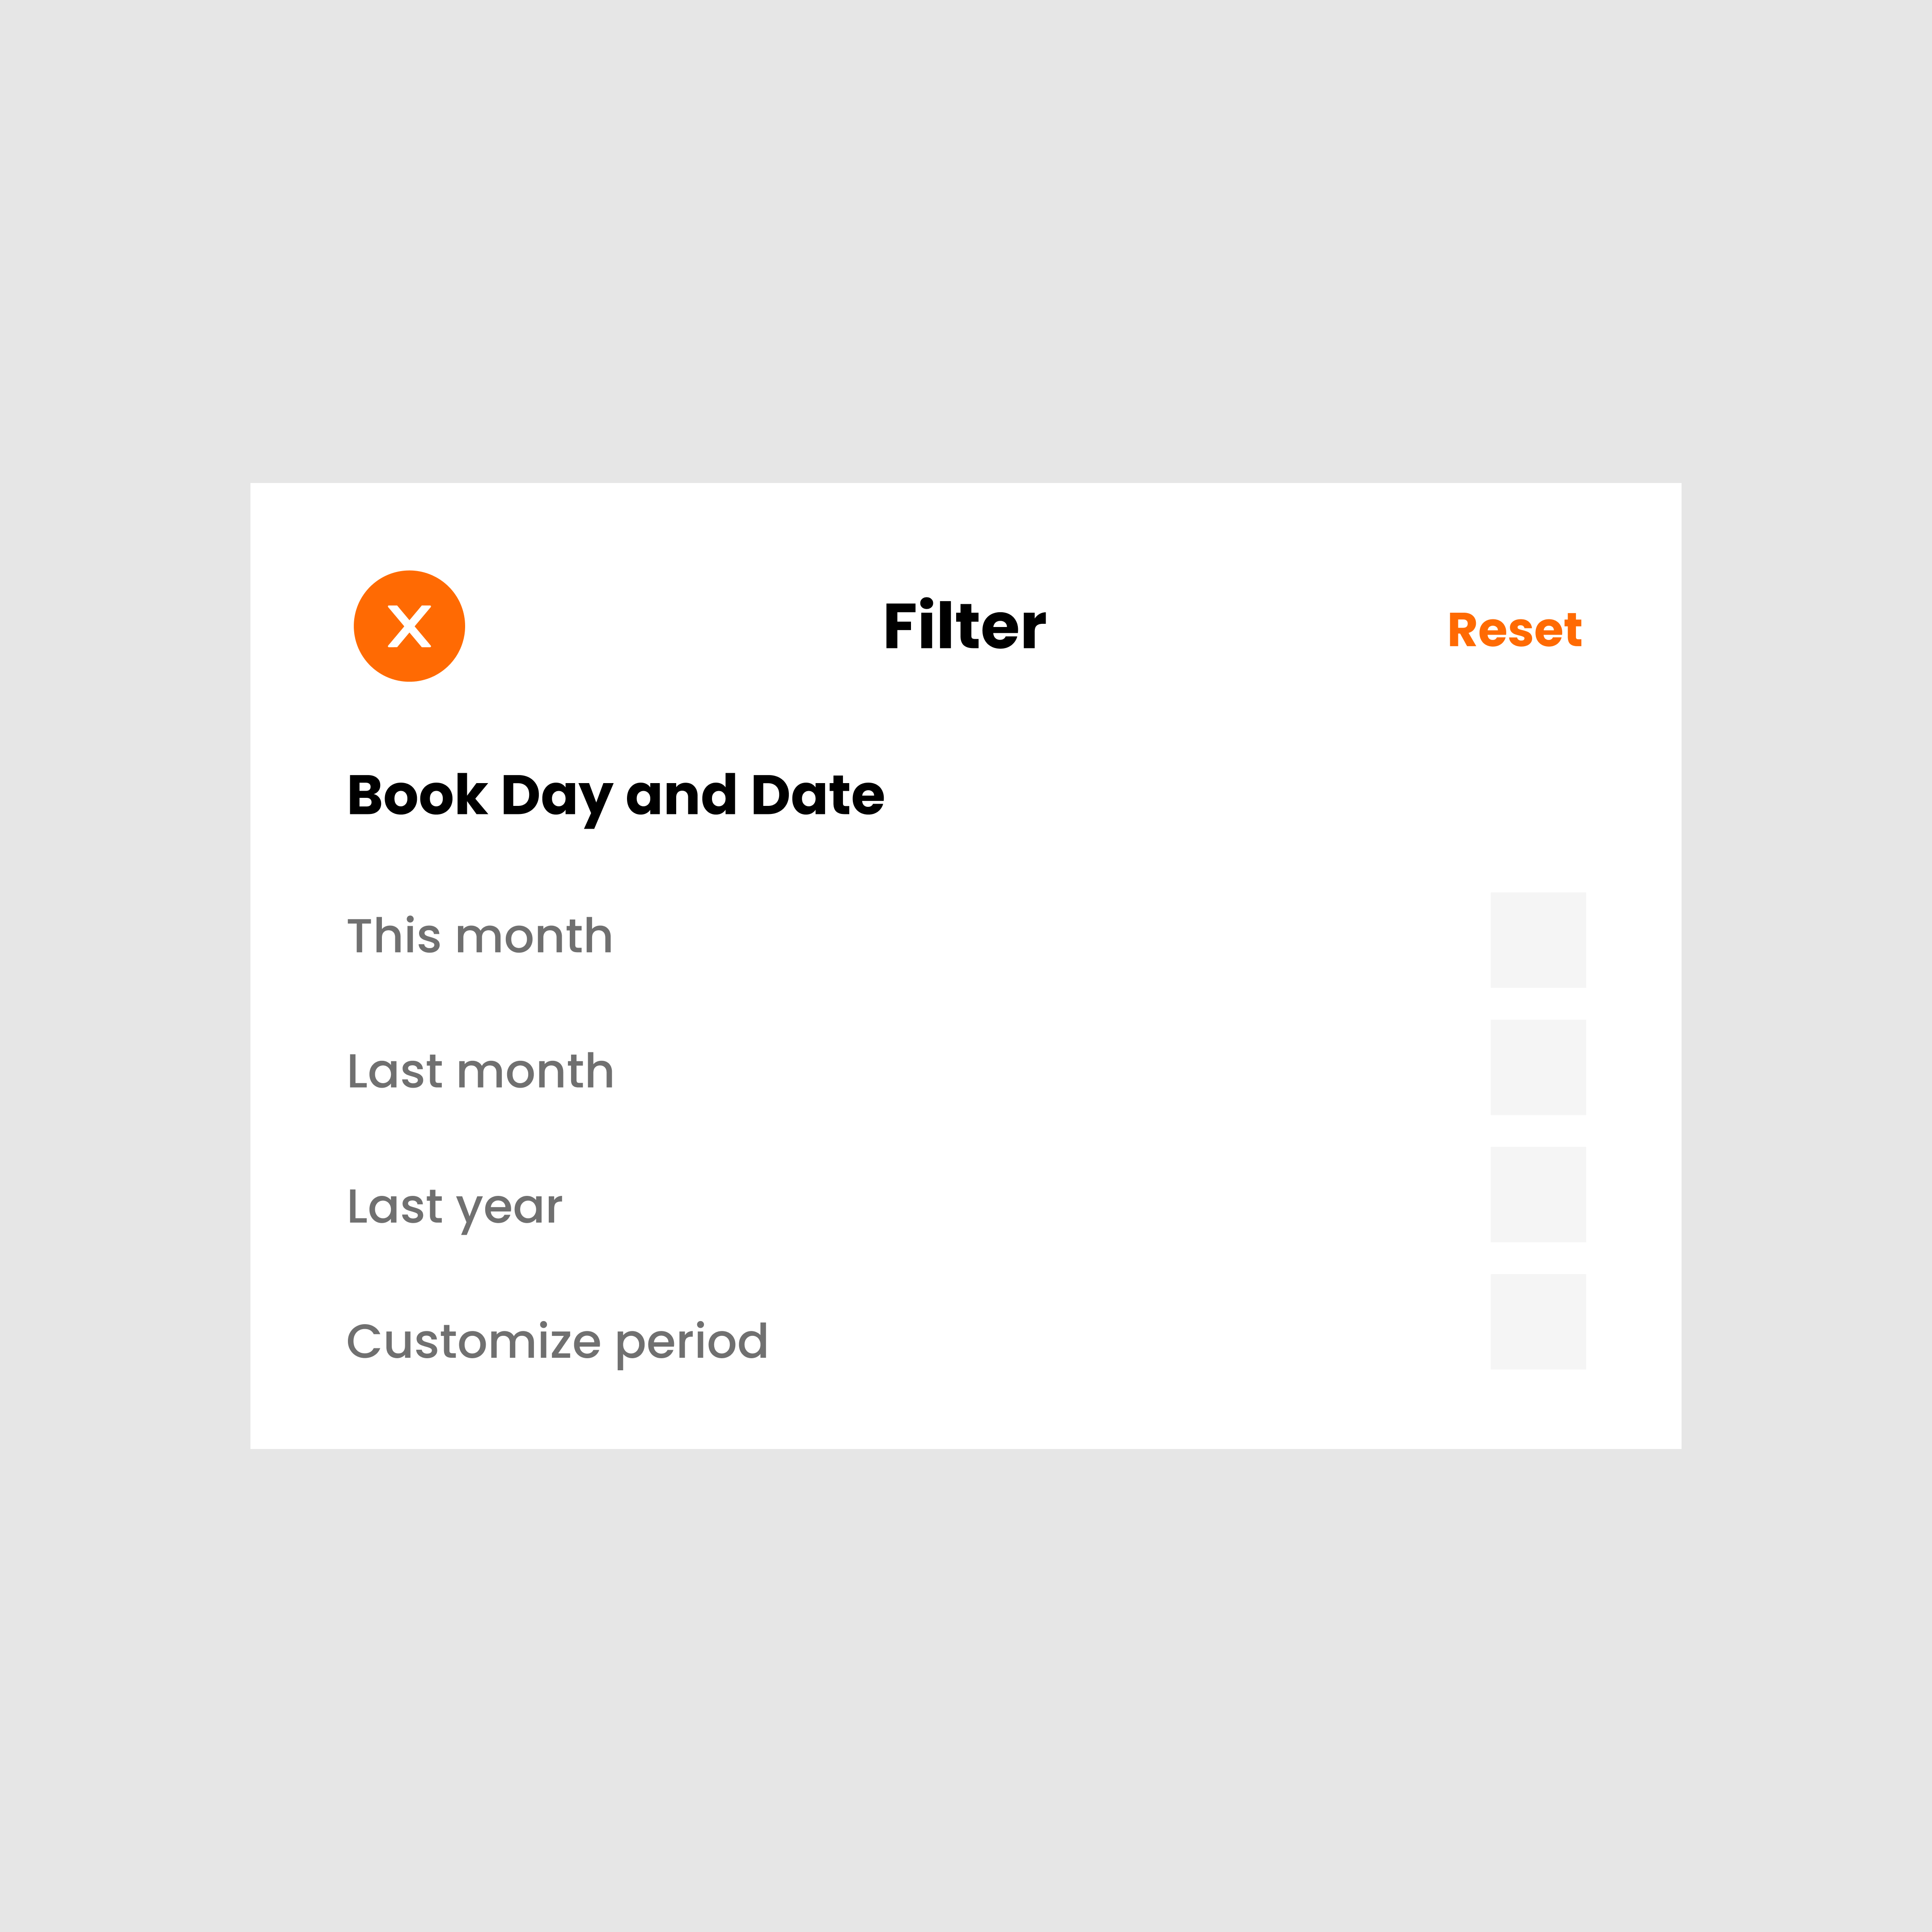 X
Filter
Reset
Book Day and Date
This month
Last month
Last year
Customize period